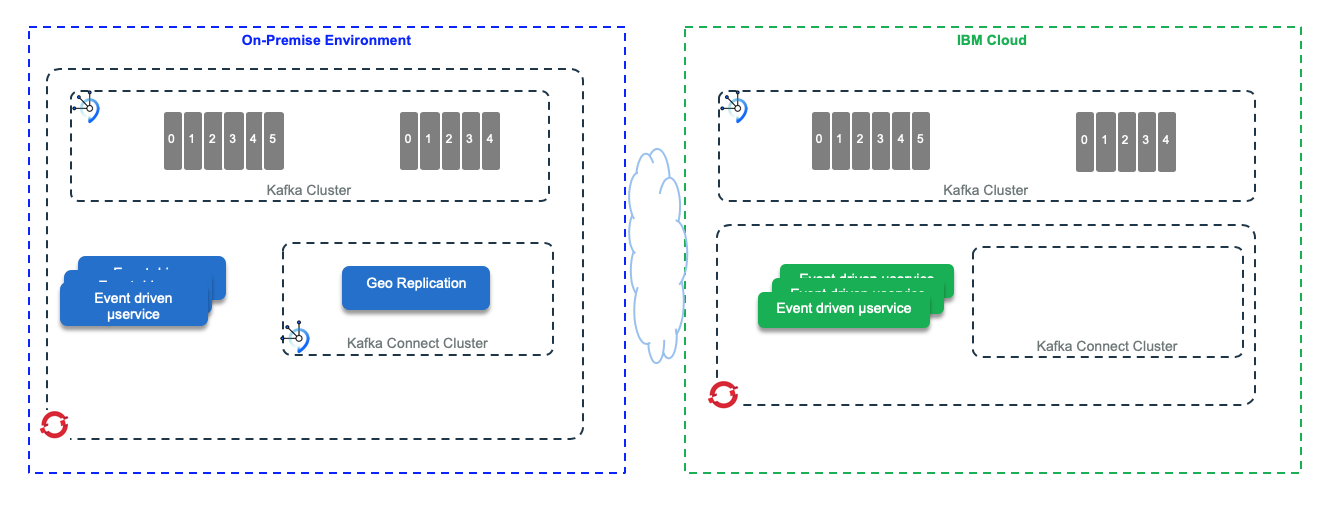 On-Premise Environment
IBM Cloud
0 1 2 3 4 5
0 1 2 3 4
Kafka Cluster
0 1 2 3 4 5
0 1 2 3 4
Kafka Cluster
Event driven
µservice
Geo Replication
Kafka Connect Cluster
Event driven µservice
Event driven µservice
Event driven µservice
Kafka Connect Cluster